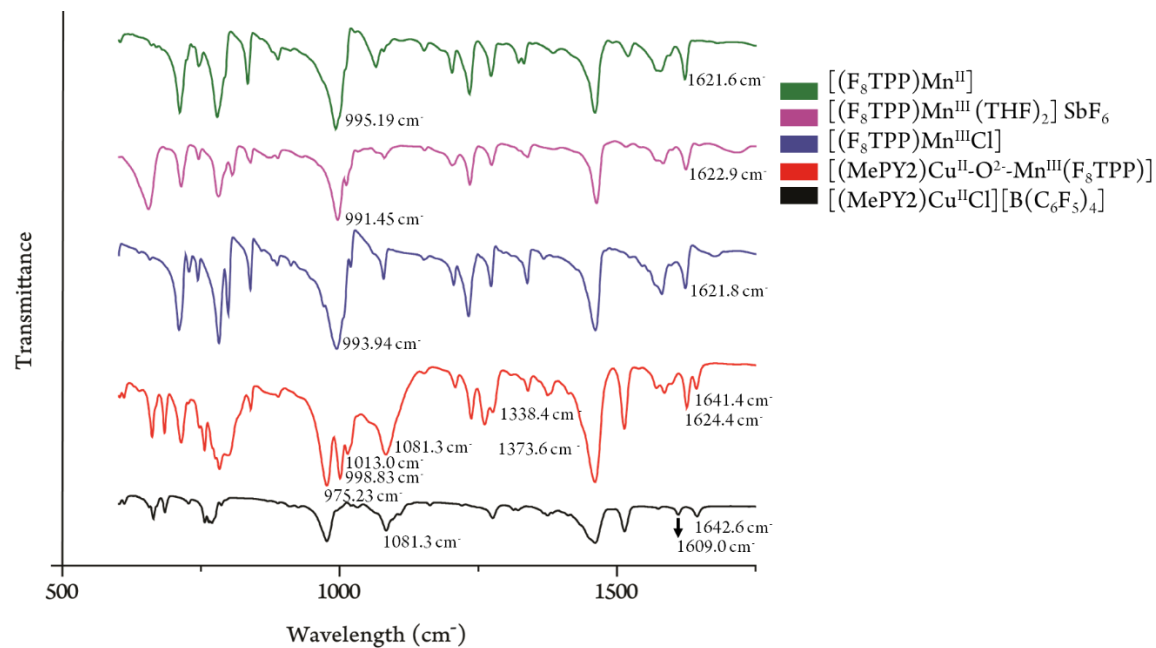 1621.6 cm⁻
995.19 cm⁻
[(F₈TPP)Mnᴵᴵ]
[(F₈TPP)Mnᴵᴵᴵ (THF)₂] SbF₆
[(F₈TPP)MnᴵᴵᴵCl]
[(MePY2)Cuᴵᴵ-O²⁻-Mnᴵᴵᴵ(F₈TPP)]
[(MePY2)CuᴵᴵCl][B(C₆F₅)₄]
1622.9 cm⁻
991.45 cm⁻
Transmittance
1621.8 cm⁻
993.94 cm⁻
1641.4 cm⁻
1338.4 cm⁻
1624.4 cm⁻
1081.3 cm⁻
1373.6 cm⁻
1013.0 cm⁻
998.83 cm⁻
975.23 cm⁻
1642.6 cm⁻
1081.3 cm⁻
1609.0 cm⁻
500
1000
1500
Wavelength (cm⁻)